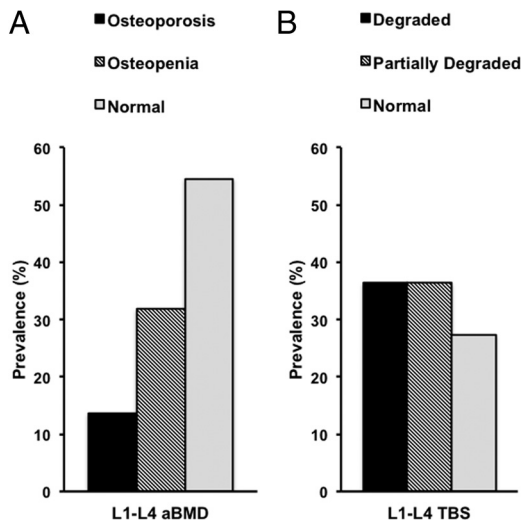 A
Osteoporosis
Osteopenia
Normal
60
50
40
30
20
10
0
Prevalence (%)
L1-L4 aBMD
B
Degraded
Partially Degraded
Normal
60
50
40
30
20
10
0
Prevalence (%)
L1-L4 TBS